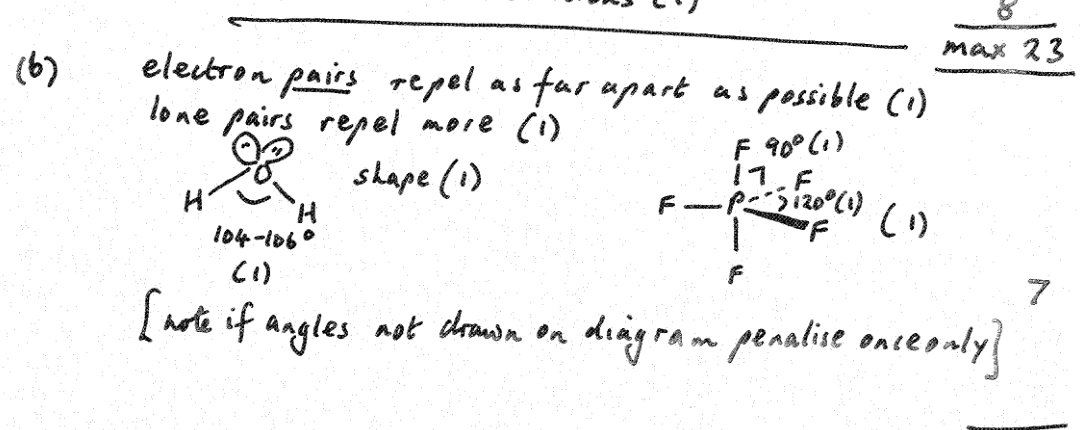 (1)
8
max 23
(b) electron pairs repel as far apart as possible (1)
lone pairs repel more (1)
shape (1)
O
H
H
104-106°
(1)
F 90° (1)
F
F P 120° (1) (1)
F
F
7
[note if angles not drawn on diagram penalise once only]